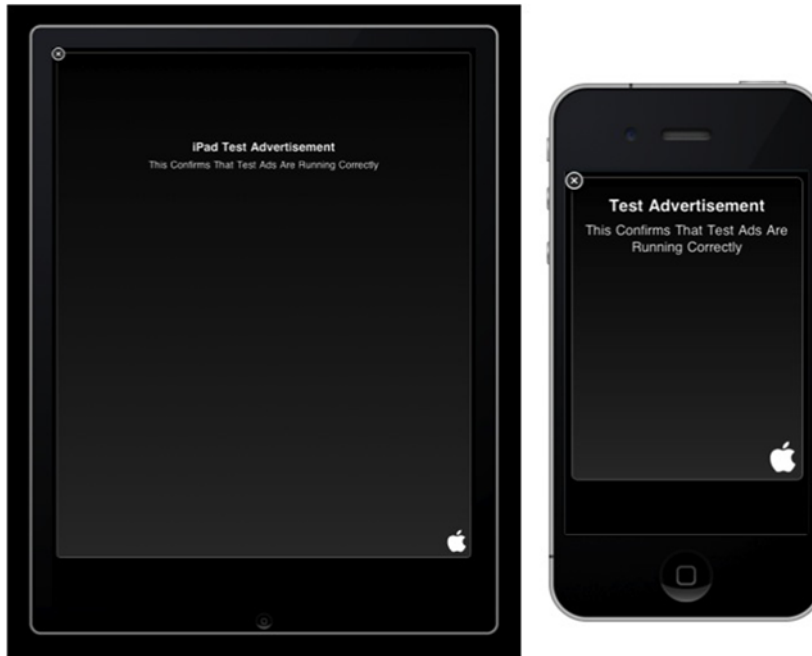 iPad Test Advertisement
This Confirms That Test Ads Are Running Correctly
Test Advertisement
This Confirms That Test Ads Are
Running Correctly